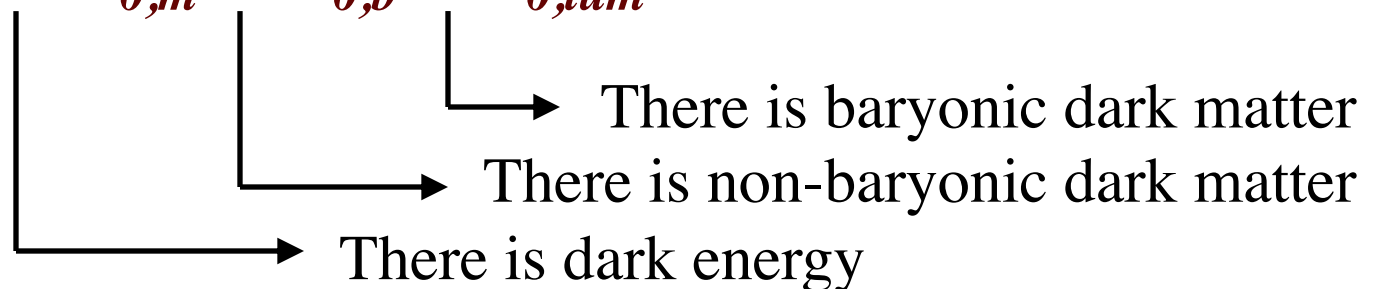 There is baryonic dark matter
There is non-baryonic dark matter
There is dark energy